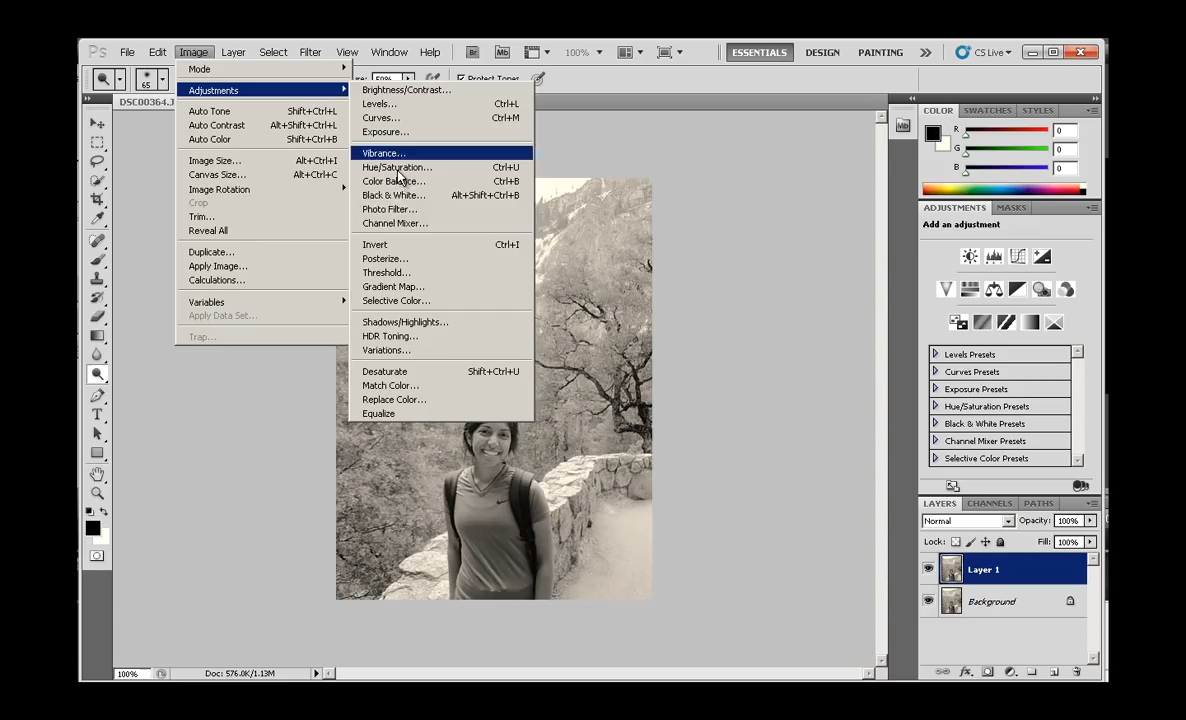 Ps File Edit Image Layer Select Filter View Window Help Br Mb 100% ESSENTIALS DESIGN PAINTING CS Live
65 50% Protect Tones
DSC00364.J
Mode
Adjustments
Auto Tone Shift+Ctrl+L
Auto Contrast Alt+Shift+Ctrl+L
Auto Color Shift+Ctrl+B
Image Size... Alt+Ctrl+I
Canvas Size... Alt+Ctrl+C
Image Rotation
Crop
Trim...
Reveal All
Duplicate...
Apply Image...
Calculations...
Variables
Apply Data Set...
Trap...
Brightness/Contrast...
Levels... Ctrl+L
Curves... Ctrl+M
Exposure...
Vibrance...
Hue/Saturation... Ctrl+U
Color Balance... Ctrl+B
Black & White... Alt+Shift+Ctrl+B
Photo Filter...
Channel Mixer...
Invert Ctrl+I
Posterize...
Threshold...
Gradient Map...
Selective Color...
Shadows/Highlights...
HDR Toning...
Variations...
Desaturate Shift+Ctrl+U
Match Color...
Replace Color...
Equalize
Mb
COLOR SWATCHES STYLES
R 0
G 0
B 0
ADJUSTMENTS MASKS
Add an adjustment
Levels Presets
Curves Presets
Exposure Presets
Hue/Saturation Presets
Black & White Presets
Channel Mixer Presets
Selective Color Presets
LAYERS CHANNELS PATHS
Normal Opacity: 100%
Lock: Fill: 100%
Layer 1
Background
100% Doc: 576.0K/1.13M